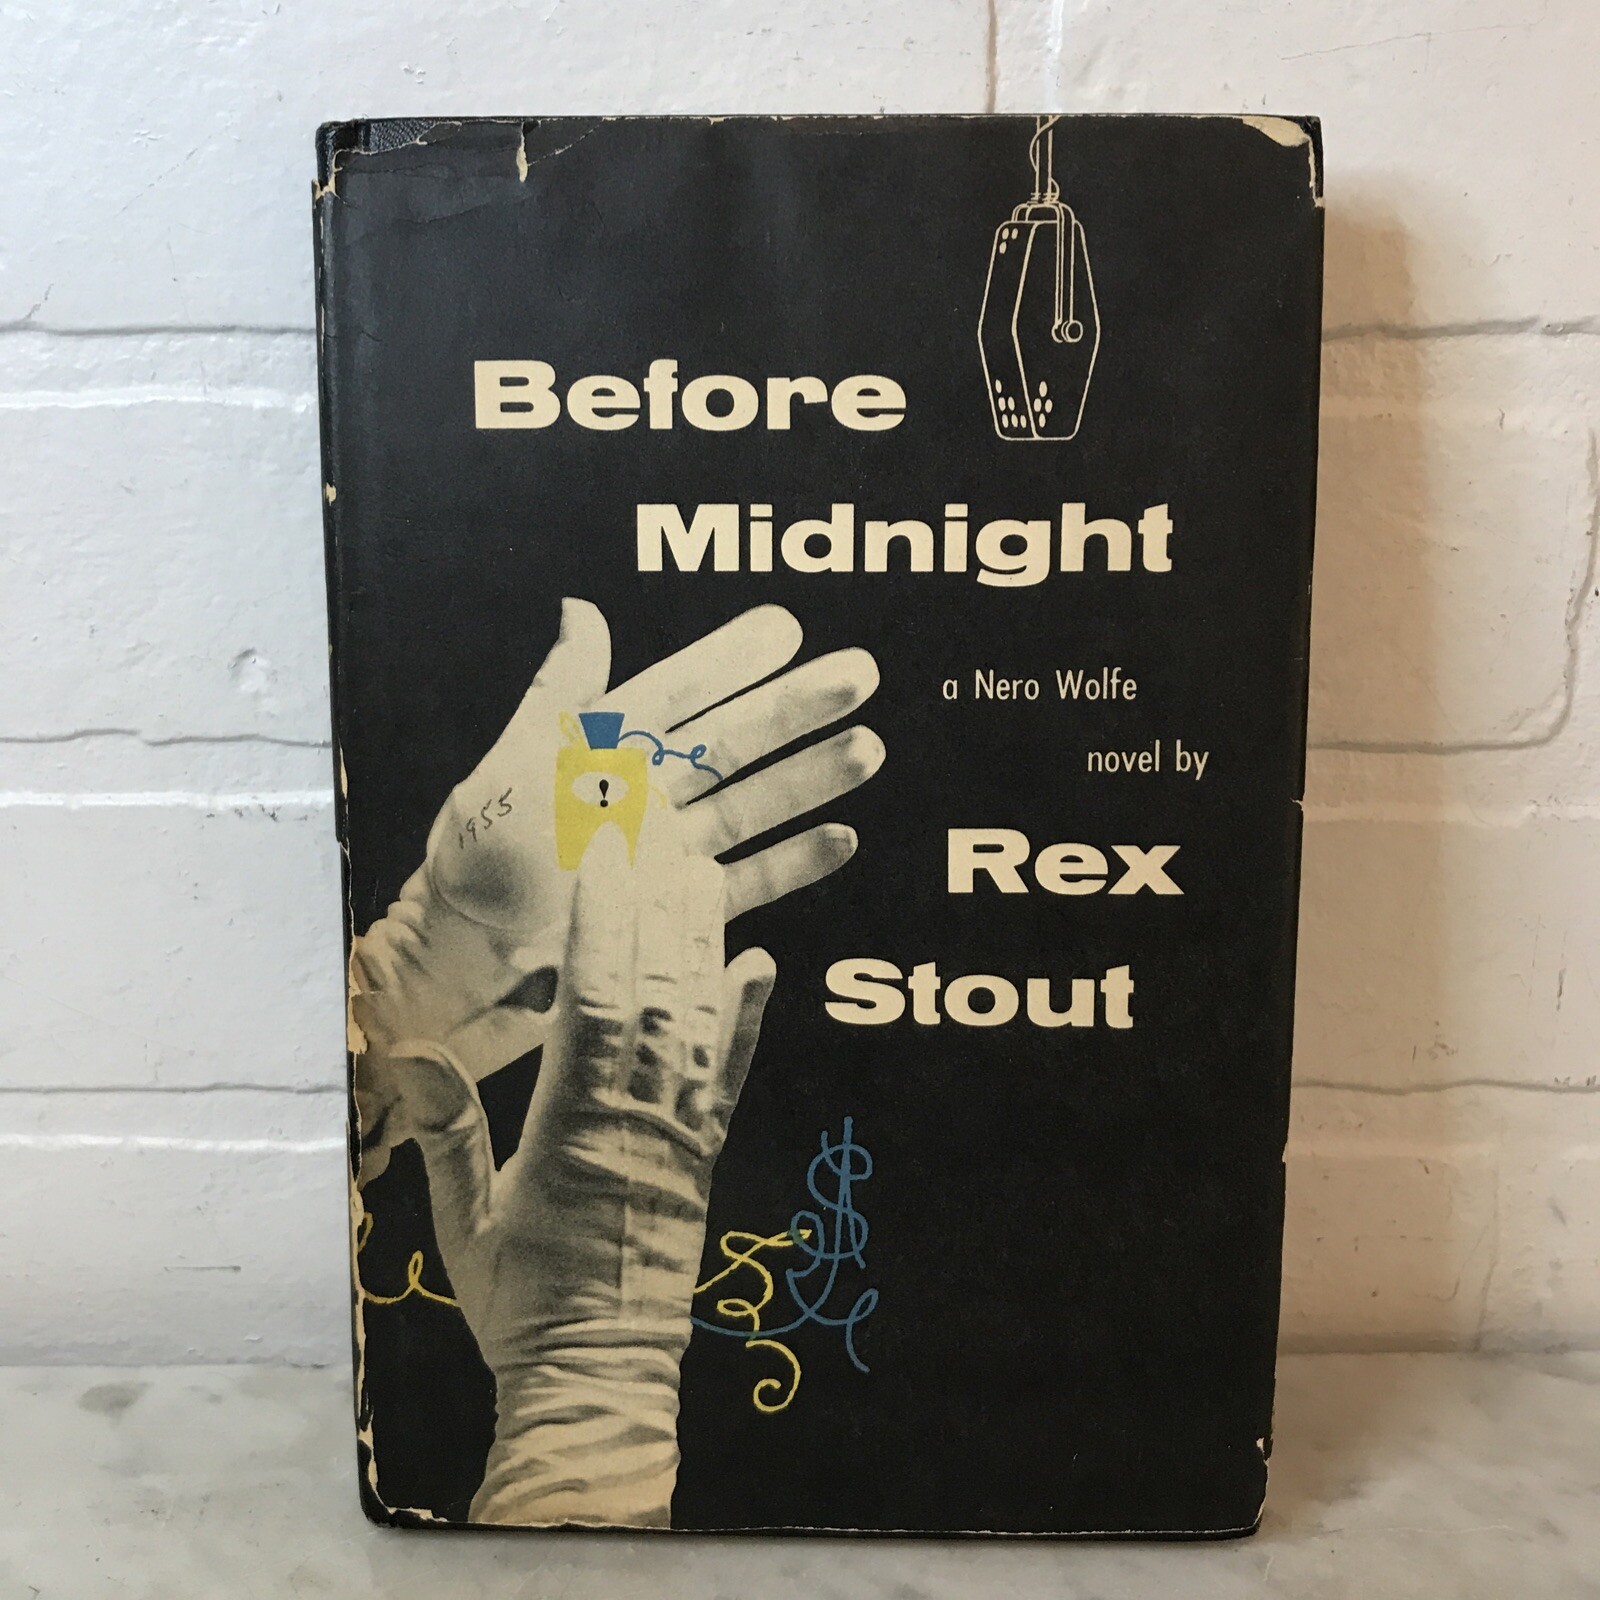 Before
Midnight
a Nero Wolfe
novel by
Rex
Stout
1955
!
$